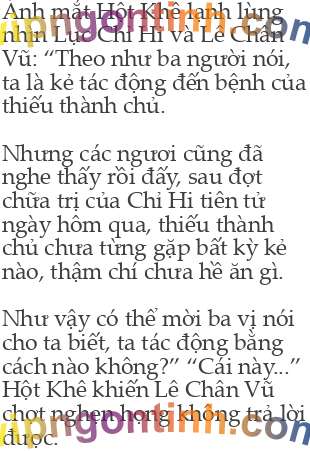 Ánh mắt Hột Khê lạnh lùng
nhìn Lục Chỉ Hi và Lê Chân
Vũ: “Theo như ba người nói,
ta là kẻ tác động đến bệnh của
thiếu thành chủ.
Nhưng các ngươi cũng đã
nghe thấy rồi đấy, sau đợt
chữa trị của Chỉ Hi tiên tử
ngày hôm qua, thiếu thành
chủ chưa từng gặp bất kỳ kẻ
nào, thậm chí chưa hề ăn gì.
Như vậy có thể mời ba vị nói
cho ta biết, ta tác động bằng
cách nào không?” “Cái này...”
Hột Khê khiến Lê Chân Vũ
chợt nghẹn họng không trả lời
được.
vipngontinh.com
vipngontinh.com